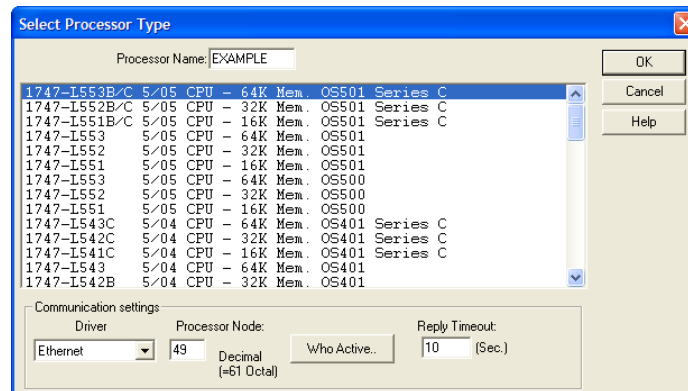 Select Processor Type
Processor Name: EXAMPLE
OK
Cancel
Help
1747-L553B/C 5/05 CPU - 64K Mem. OS501 Series C
1747-L552B/C 5/05 CPU - 32K Mem. OS501 Series C
1747-L551B/C 5/05 CPU - 16K Mem. OS501 Series C
1747-L553 5/05 CPU - 64K Mem. OS501
1747-L552 5/05 CPU - 32K Mem. OS501
1747-L551 5/05 CPU - 16K Mem. OS501
1747-L553 5/05 CPU - 64K Mem. OS500
1747-L552 5/05 CPU - 32K Mem. OS500
1747-L551 5/05 CPU - 16K Mem. OS500
1747-L543C 5/04 CPU - 64K Mem. OS401 Series C
1747-L542C 5/04 CPU - 32K Mem. OS401 Series C
1747-L541C 5/04 CPU - 16K Mem. OS401 Series C
1747-L543 5/04 CPU - 64K Mem. OS401
1747-L542B 5/04 CPU - 32K Mem. OS401
Communication settings
Driver
Ethernet
Processor Node:
49
Decimal
(=61 Octal)
Who Active..
Reply Timeout:
10 (Sec.)